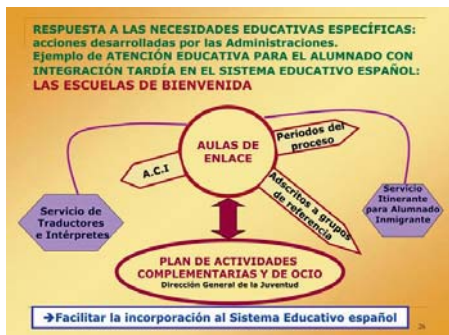 RESPUESTA A LAS NECESIDADES EDUCATIVAS ESPECÍFICAS:
acciones desarrolladas por las Administraciones.
Ejemplo de ATENCIÓN EDUCATIVA PARA EL ALUMNADO CON
INTEGRACIÓN TARDÍA EN EL SISTEMA EDUCATIVO ESPAÑOL:
LAS ESCUELAS DE BIENVENIDA
AULAS DE
ENLACE
Periodos del
proceso
A.C.I
Adscritos a grupos
de referencia
Servicio de
Traductores
e Intérpretes
Servicio
Itinerante
para Alumnado
Inmigrante
PLAN DE ACTIVIDADES
COMPLEMENTARIAS Y DE OCIO
Dirección General de la Juventud
➔Facilitar la incorporación al Sistema Educativo español
26